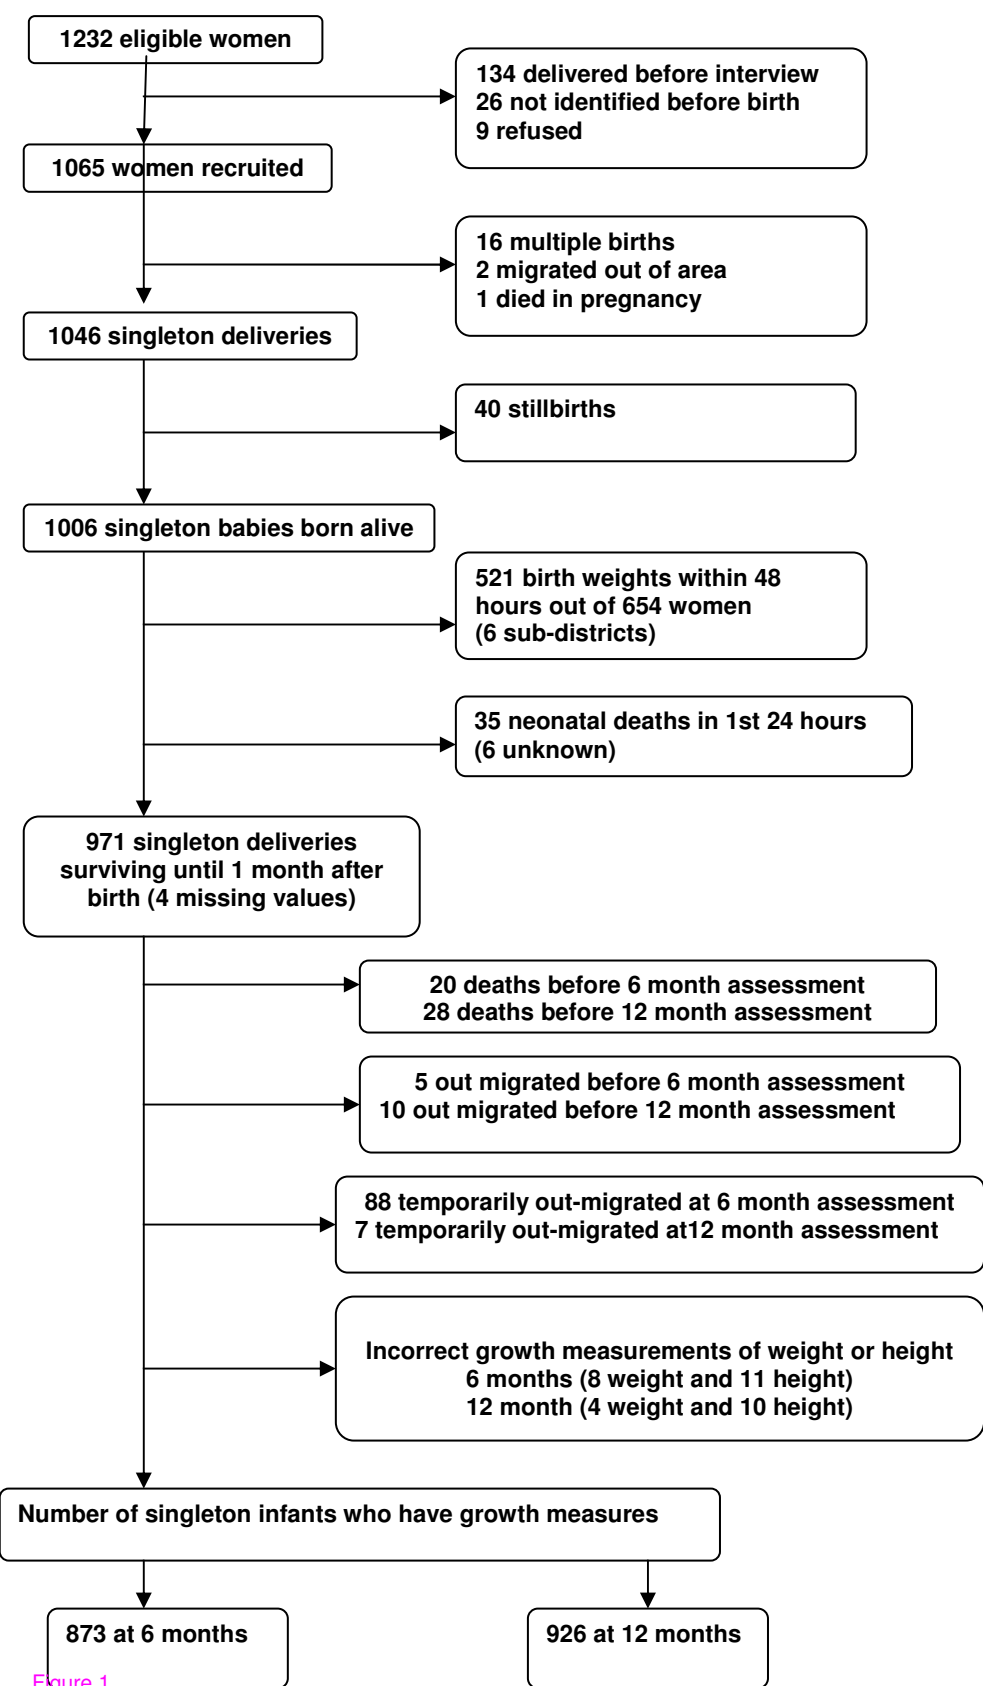 1232 eligible women
134 delivered before interview
26 not identified before birth
9 refused
1065 women recruited
16 multiple births
2 migrated out of area
1 died in pregnancy
1046 singleton deliveries
40 stillbirths
1006 singleton babies born alive
521 birth weights within 48
hours out of 654 women
(6 sub-districts)
35 neonatal deaths in 1st 24 hours
(6 unknown)
971 singleton deliveries
surviving until 1 month after
birth (4 missing values)
20 deaths before 6 month assessment
28 deaths before 12 month assessment
5 out migrated before 6 month assessment
10 out migrated before 12 month assessment
88 temporarily out-migrated at 6 month assessment
7 temporarily out-migrated at12 month assessment
Incorrect growth measurements of weight or height
6 months (8 weight and 11 height)
12 month (4 weight and 10 height)
Number of singleton infants who have growth measures
873 at 6 months
926 at 12 months
Figure 1